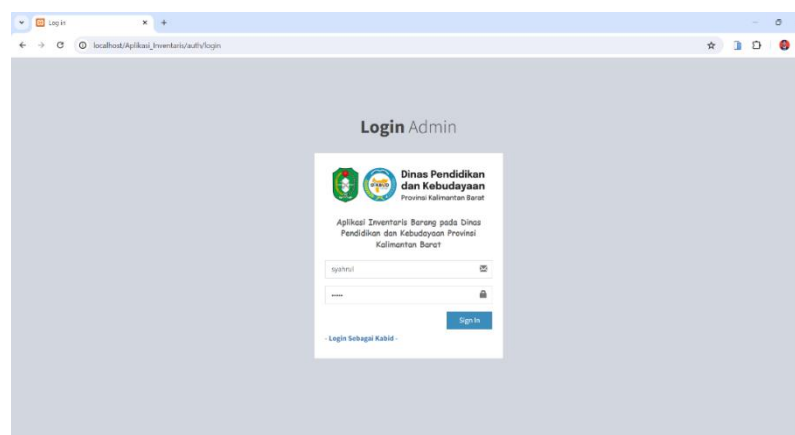 Log in
localhost/Aplikasi_Inventaris/auth/login
Login Admin
Dinas Pendidikan
dan Kebudayaan
Provinsi Kalimantan Barat
Aplikasi Inventaris Barang pada Dinas
Pendidikan dan Kebudayaan Provinsi
Kalimantan Barat
syahrul
•••••
Sign In
- Login Sebagai Kabid -